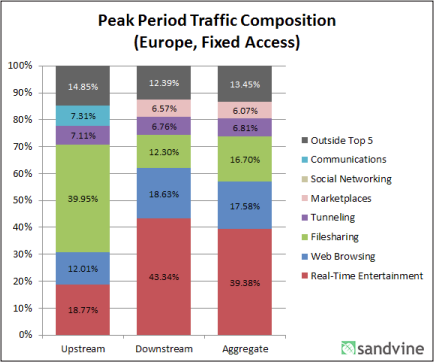 Peak Period Traffic Composition
(Europe, Fixed Access)
100%
90%
80%
70%
60%
50%
40%
30%
20%
10%
0%
14.85%
7.31%
7.11%
39.95%
12.01%
18.77%
12.39%
6.57%
6.76%
12.30%
18.63%
43.34%
13.45%
6.07%
6.81%
16.70%
17.58%
39.38%
Upstream
Downstream
Aggregate
Outside Top 5
Communications
Social Networking
Marketplaces
Tunneling
Filesharing
Web Browsing
Real-Time Entertainment
sandvine